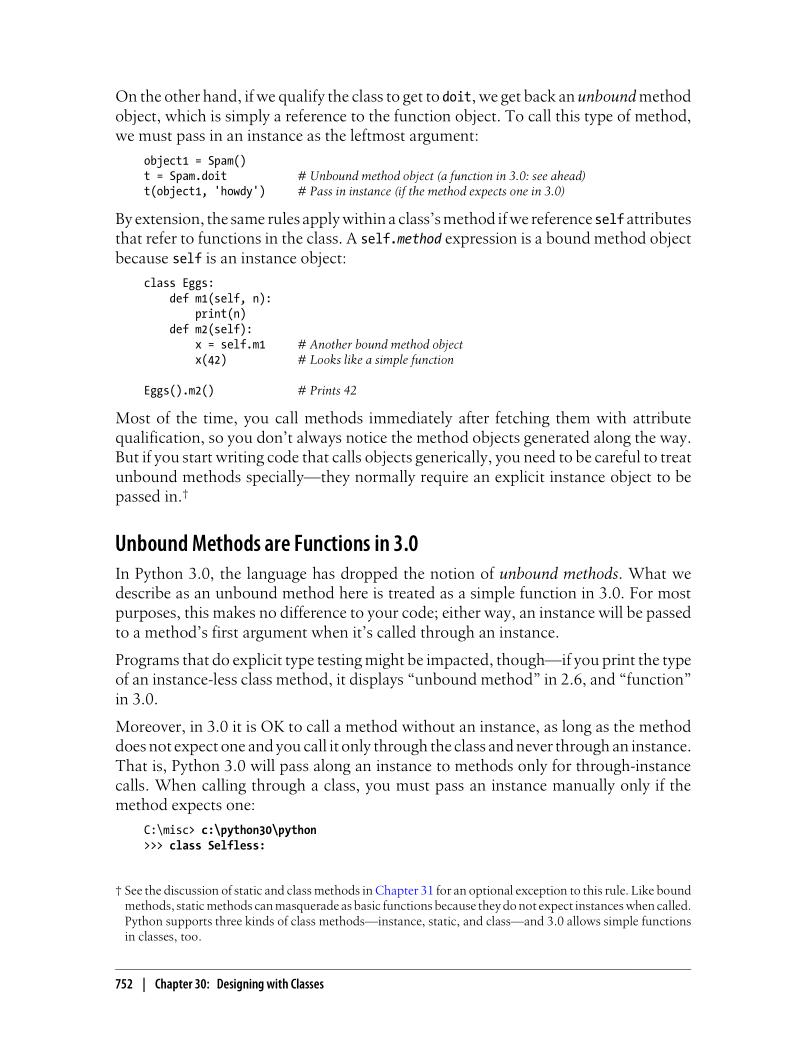 On the other hand, if we qualify the class to get to doit, we get back an unbound method
object, which is simply a reference to the function object. To call this type of method,
we must pass in an instance as the leftmost argument:
object1 = Spam()
t = Spam.doit # Unbound method object (a function in 3.0: see ahead)
t(object1, 'howdy') # Pass in instance (if the method expects one in 3.0)
By extension, the same rules apply within a class’s method if we reference self attributes
that refer to functions in the class. A self.method expression is a bound method object
because self is an instance object:
class Eggs:
    def m1(self, n):
        print(n)
    def m2(self):
        x = self.m1 # Another bound method object
        x(42) # Looks like a simple function
Eggs().m2() # Prints 42
Most of the time, you call methods immediately after fetching them with attribute
qualification, so you don’t always notice the method objects generated along the way.
But if you start writing code that calls objects generically, you need to be careful to treat
unbound methods specially—they normally require an explicit instance object to be
passed in.†
Unbound Methods are Functions in 3.0
In Python 3.0, the language has dropped the notion of unbound methods. What we
describe as an unbound method here is treated as a simple function in 3.0. For most
purposes, this makes no difference to your code; either way, an instance will be passed
to a method’s first argument when it’s called through an instance.
Programs that do explicit type testing might be impacted, though—if you print the type
of an instance-less class method, it displays “unbound method” in 2.6, and “function”
in 3.0.
Moreover, in 3.0 it is OK to call a method without an instance, as long as the method
does not expect one and you call it only through the class and never through an instance.
That is, Python 3.0 will pass along an instance to methods only for through-instance
calls. When calling through a class, you must pass an instance manually only if the
method expects one:
C:\misc> c:\python30\python
>>> class Selfless:
† See the discussion of static and class methods in Chapter 31 for an optional exception to this rule. Like bound
methods, static methods can masquerade as basic functions because they do not expect instances when called.
Python supports three kinds of class methods—instance, static, and class—and 3.0 allows simple functions
in classes, too.
752 | Chapter 30: Designing with Classes